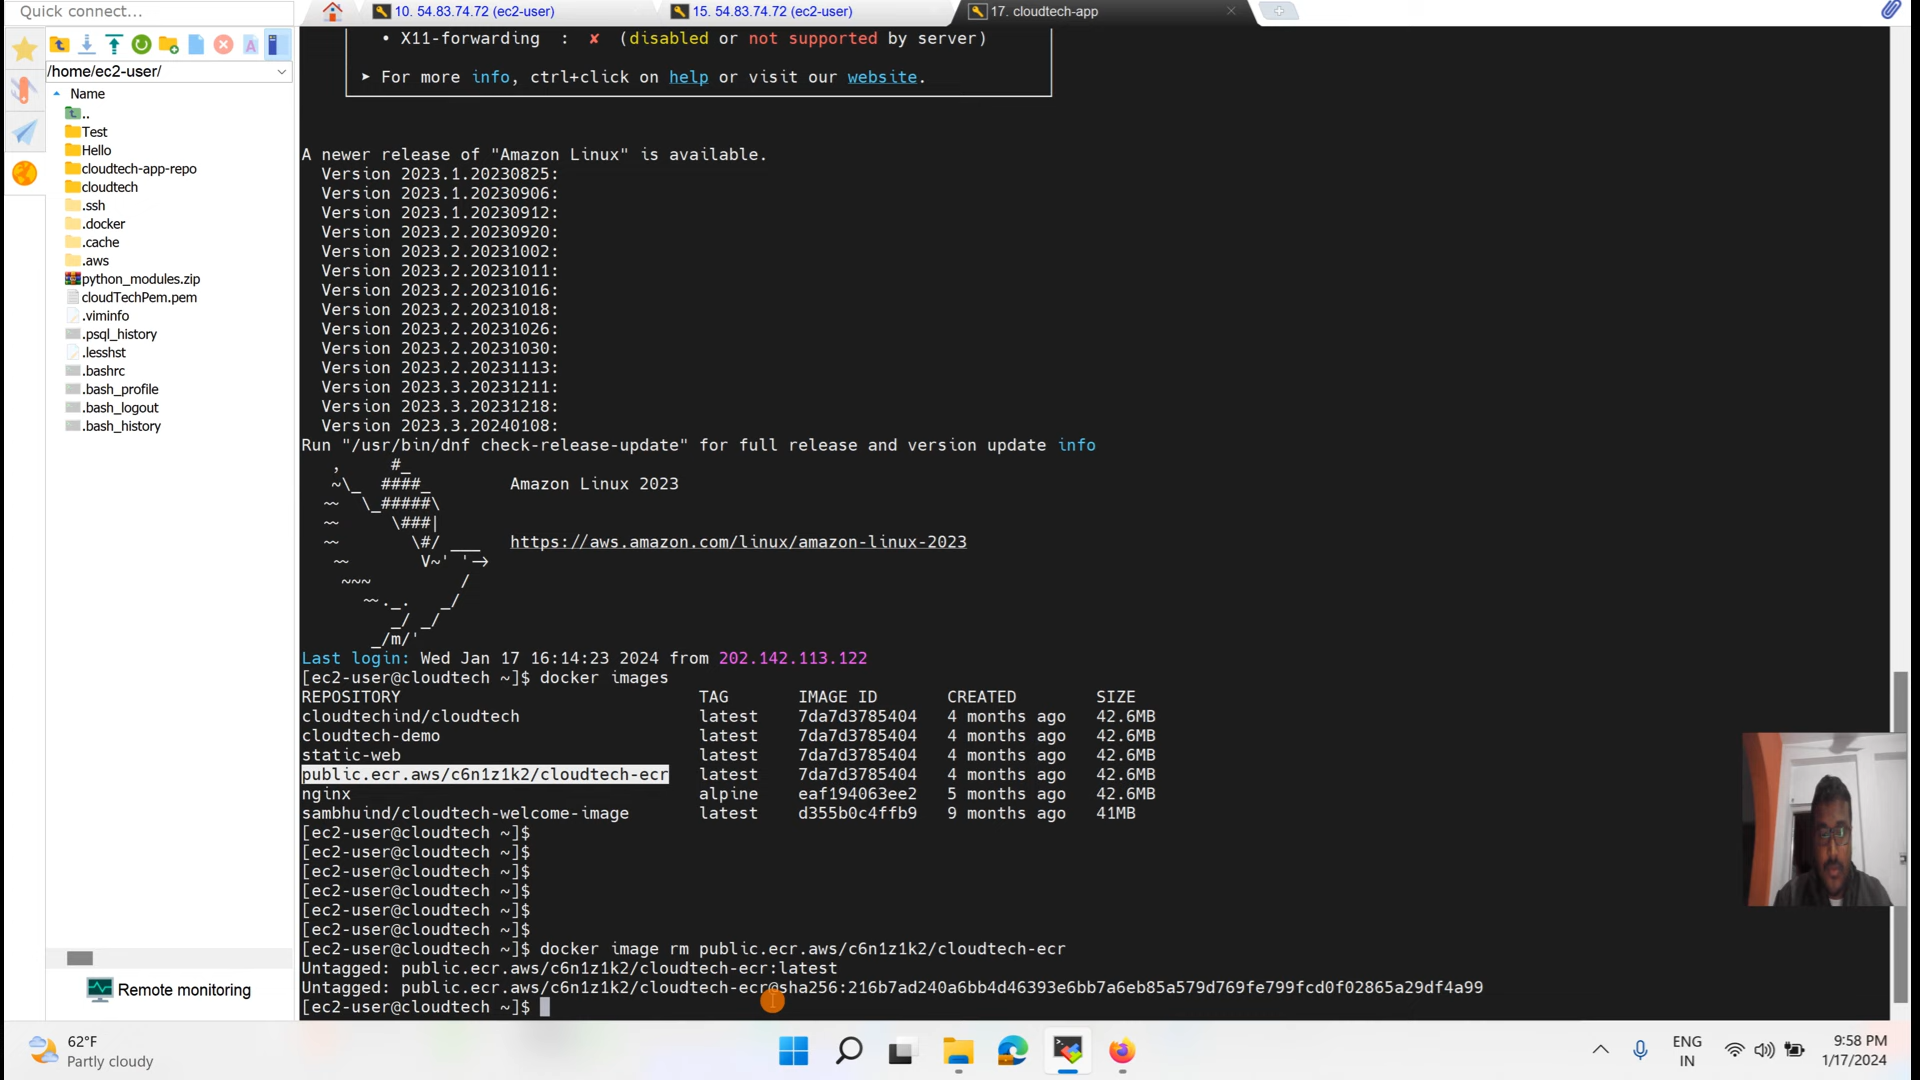 Quick connect...
10. 54.83.74.72 (ec2-user)
15. 54.83.74.72 (ec2-user)
17. cloudtech-app
/home/ec2-user/
Name
..
Test
Hello
cloudtech-app-repo
cloudtech
.ssh
.docker
.cache
.aws
python_modules.zip
cloudTechPem.pem
.viminfo
.psql_history
.lesshst
.bashrc
.bash_profile
.bash_logout
.bash_history
Remote monitoring
• X11-forwarding : ✘ (disabled or not supported by server)
➤ For more info, ctrl+click on help or visit our website.
A newer release of "Amazon Linux" is available.
Version 2023.1.20230825:
Version 2023.1.20230906:
Version 2023.1.20230912:
Version 2023.2.20230920:
Version 2023.2.20231002:
Version 2023.2.20231011:
Version 2023.2.20231016:
Version 2023.2.20231018:
Version 2023.2.20231026:
Version 2023.2.20231030:
Version 2023.2.20231113:
Version 2023.3.20231211:
Version 2023.3.20231218:
Version 2023.3.20240108:
Run "/usr/bin/dnf check-release-update" for full release and version update info
, #_
~\_ ####_ Amazon Linux 2023
~~ \_#####\
~~ \###|
~~ \#/ ___ https://aws.amazon.com/linux/amazon-linux-2023
~~ V~' '->
~~~ /
~~._. _/
_/ _/
_/m/'
Last login: Wed Jan 17 16:14:23 2024 from 202.142.113.122
[ec2-user@cloudtech ~]$ docker images
REPOSITORY TAG IMAGE ID CREATED SIZE
cloudtechind/cloudtech latest 7da7d3785404 4 months ago 42.6MB
cloudtech-demo latest 7da7d3785404 4 months ago 42.6MB
static-web latest 7da7d3785404 4 months ago 42.6MB
public.ecr.aws/c6n1z1k2/cloudtech-ecr latest 7da7d3785404 4 months ago 42.6MB
nginx alpine eaf194063ee2 5 months ago 42.6MB
sambhuind/cloudtech-welcome-image latest d355b0c4ffb9 9 months ago 41MB
[ec2-user@cloudtech ~]$
[ec2-user@cloudtech ~]$
[ec2-user@cloudtech ~]$
[ec2-user@cloudtech ~]$
[ec2-user@cloudtech ~]$
[ec2-user@cloudtech ~]$
[ec2-user@cloudtech ~]$ docker image rm public.ecr.aws/c6n1z1k2/cloudtech-ecr
Untagged: public.ecr.aws/c6n1z1k2/cloudtech-ecr:latest
Untagged: public.ecr.aws/c6n1z1k2/cloudtech-ecr@sha256:216b7ad240a6bb4d46393e6bb7a6eb85a579d769fe799fcd0f02865a29df4a99
[ec2-user@cloudtech ~]$
62°F
Partly cloudy
ENG
IN
9:58 PM
1/17/2024